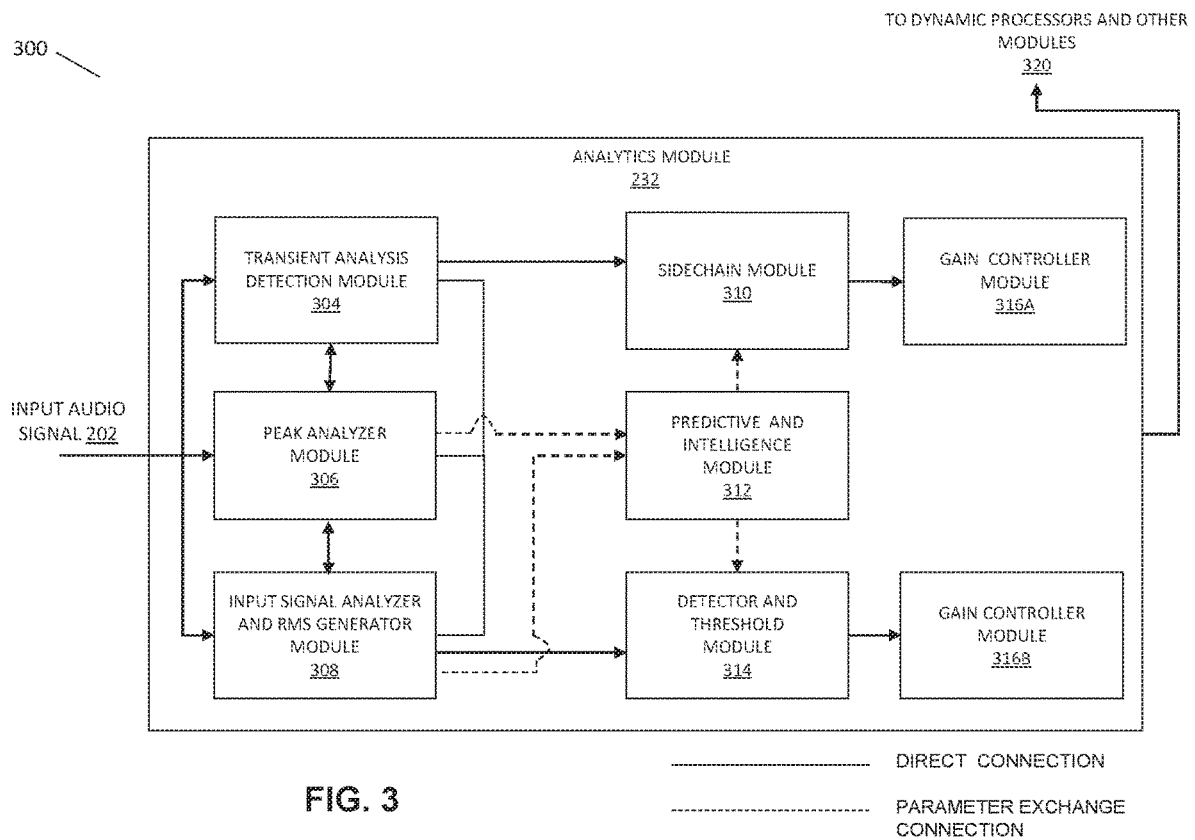 300
TO DYNAMIC PROCESSORS AND OTHER
MODULES
320
ANALYTICS MODULE
232
TRANSIENT ANALYSIS
DETECTION MODULE
304
SIDECHAIN MODULE
310
GAIN CONTROLLER
MODULE
316A
INPUT AUDIO
SIGNAL 202
PEAK ANALYZER
MODULE
306
PREDICTIVE AND
INTELLIGENCE
MODULE
312
INPUT SIGNAL ANALYZER
AND RMS GENERATOR
MODULE
308
DETECTOR AND
THRESHOLD
MODULE
314
GAIN CONTROLLER
MODULE
316B
DIRECT CONNECTION
FIG. 3
PARAMETER EXCHANGE
CONNECTION